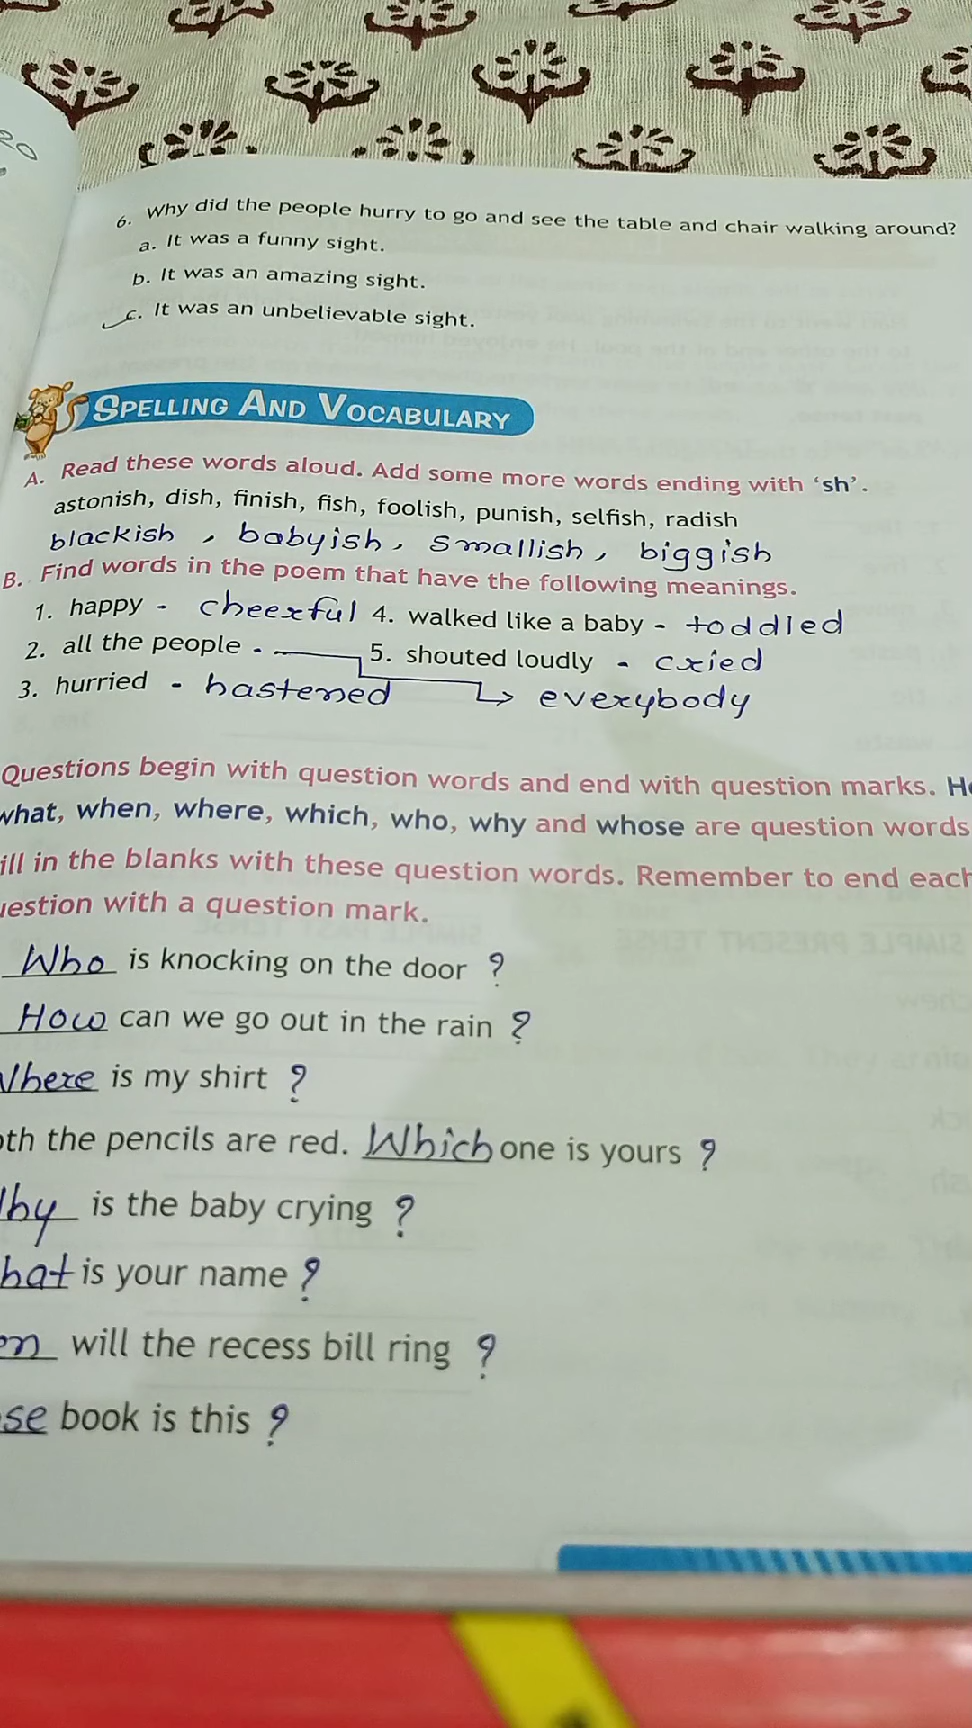 6. Why did the people hurry to go and see the table and chair walking around?
a. It was a funny sight.
b. It was an amazing sight.
c. It was an unbelievable sight.
SPELLING AND VOCABULARY
A. Read these words aloud. Add some more words ending with ‘sh’.
astonish, dish, finish, fish, foolish, punish, selfish, radish
blackish , babyish, smallish, biggish
B. Find words in the poem that have the following meanings.
1. happy - cheerful 4. walked like a baby - toddled
2. all the people - 5. shouted loudly - cried
3. hurried - hastened → everybody
Questions begin with question words and end with question marks. H
what, when, where, which, who, why and whose are question words
ill in the blanks with these question words. Remember to end each
estion with a question mark.
Who is knocking on the door ?
How can we go out in the rain ?
Where is my shirt ?
oth the pencils are red. Which one is yours ?
hy is the baby crying ?
hat is your name ?
en will the recess bill ring ?
se book is this ?